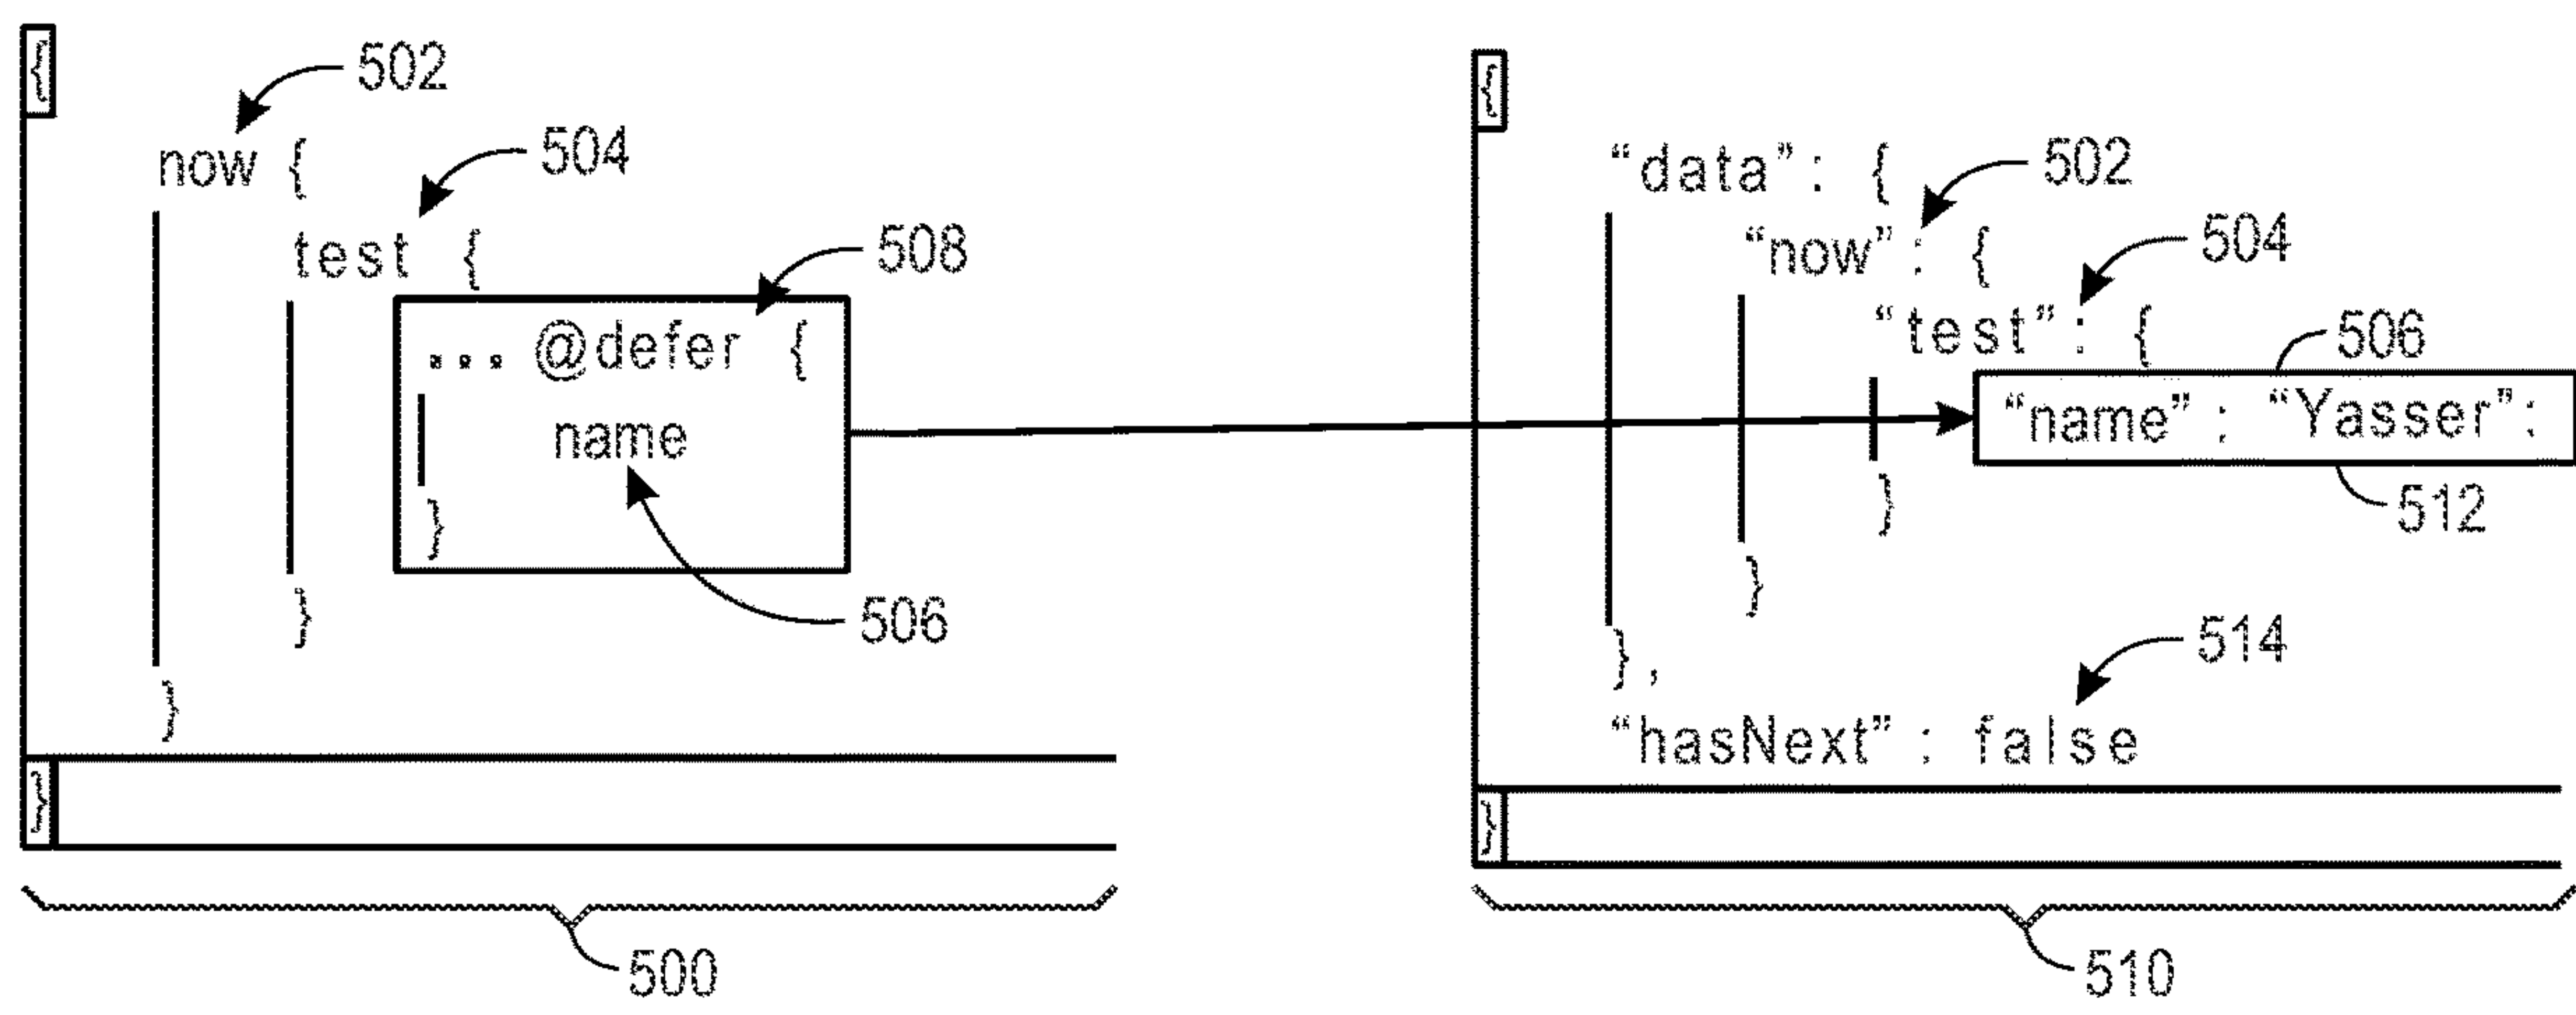 {
502
now {
504
test {
508
... @defer {
name
}
506
}
}
}
500
{
"data": {
502
"now": {
504
"test": {
506
"name": "Yasser":
512
}
}
514
},
"hasNext": false
}
510